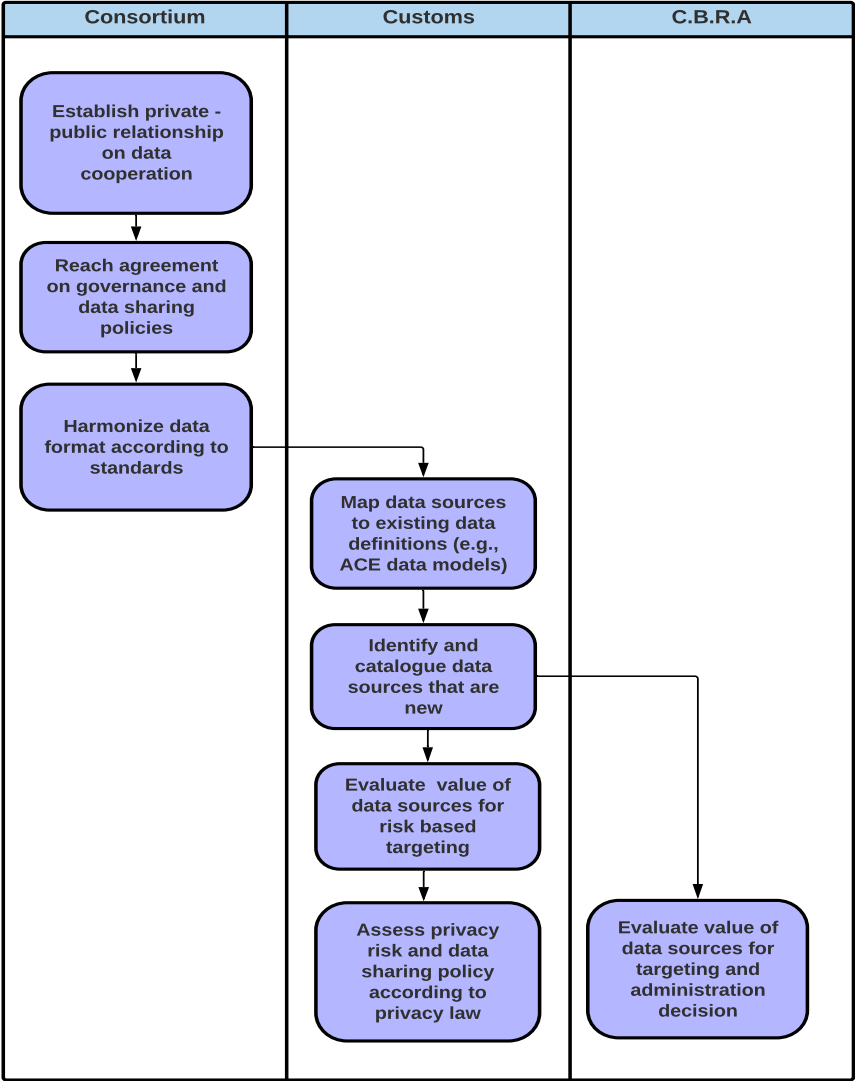 Consortium
Customs
C.B.R.A
Establish private -
public relationship
on data
cooperation
Reach agreement
on governance and
data sharing
policies
Harmonize data
format according to
standards
Map data sources
to existing data
definitions (e.g.,
ACE data models)
Identify and
catalogue data
sources that are
new
Evaluate  value of
data sources for
risk based
targeting
Assess privacy
risk and data
sharing policy
according to
privacy law
Evaluate value of
data sources for
targeting and
administration
decision